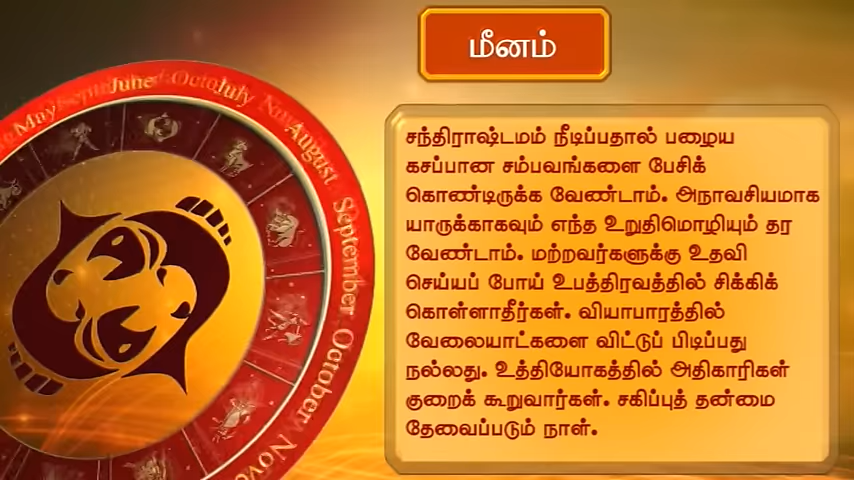 மீனம்
சந்திராஷ்டமம் நீடிப்பதால் பழைய
கசப்பான சம்பவங்களை பேசிக்
கொண்டிருக்க வேண்டாம். அநாவசியமாக
யாருக்காகவும் எந்த உறுதிமொழியும் தர
வேண்டாம். மற்றவர்களுக்கு உதவி
செய்யப் போய் உபத்திரவத்தில் சிக்கிக்
கொள்ளாதீர்கள். வியாபாரத்தில்
வேலையாட்களை விட்டுப் பிடிப்பது
நல்லது. உத்தியோகத்தில் அதிகாரிகள்
குறைக் கூறுவார்கள். சகிப்புத் தன்மை
தேவைப்படும் நாள்.
May
June
July
August
September
October